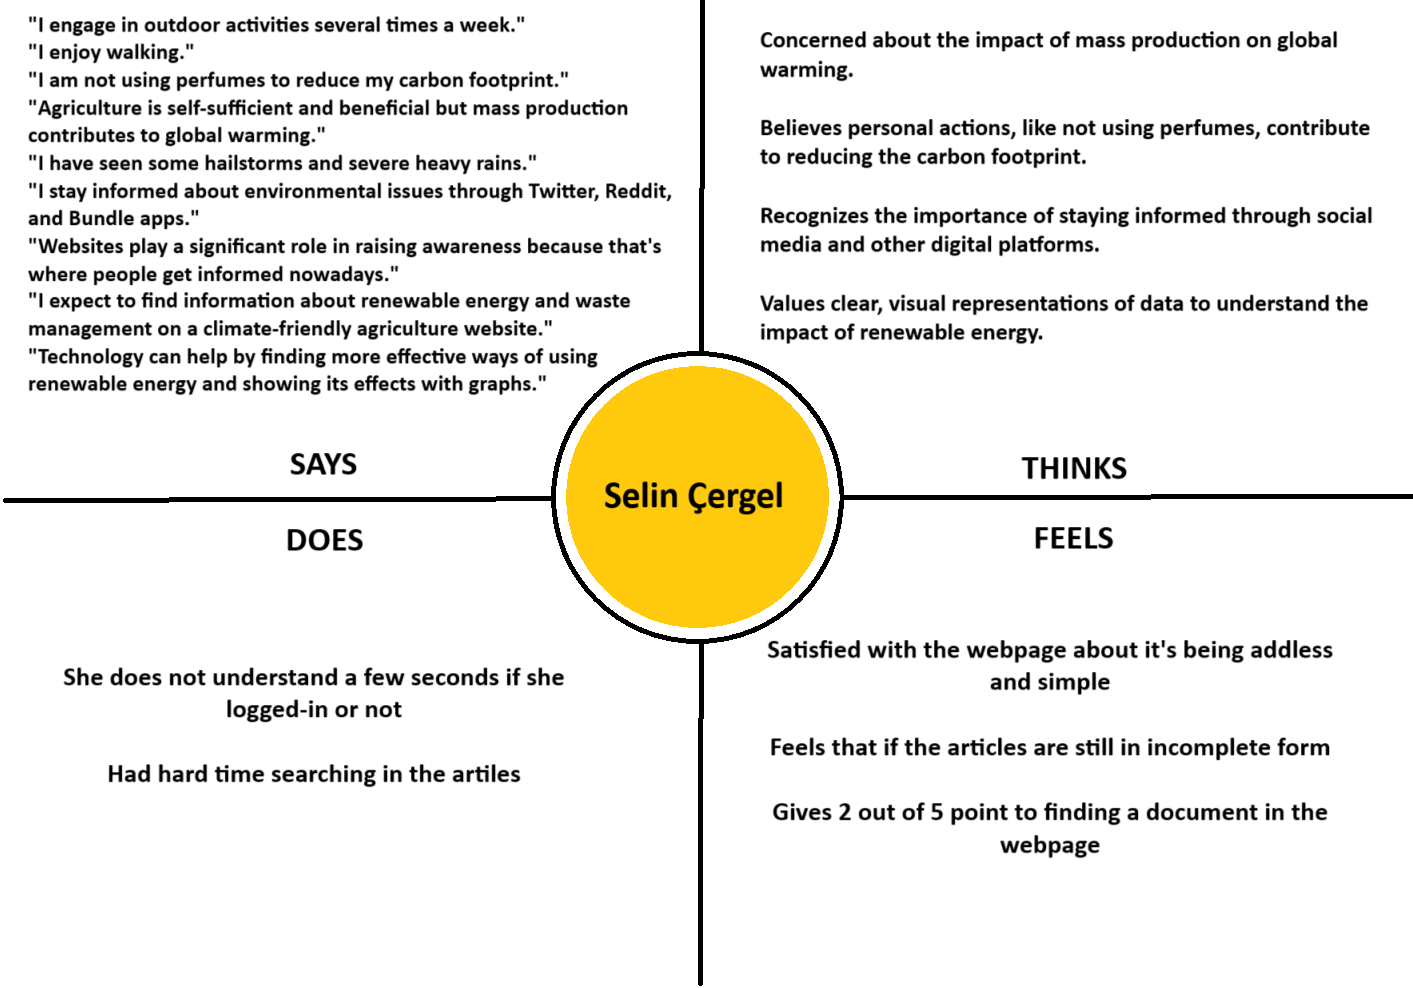 "I engage in outdoor activities several times a week."
"I enjoy walking."
"I am not using perfumes to reduce my carbon footprint."
"Agriculture is self-sufficient and beneficial but mass production
contributes to global warming."
"I have seen some hailstorms and severe heavy rains."
"I stay informed about environmental issues through Twitter, Reddit,
and Bundle apps."
"Websites play a significant role in raising awareness because that's
where people get informed nowadays."
"I expect to find information about renewable energy and waste
management on a climate-friendly agriculture website."
"Technology can help by finding more effective ways of using
renewable energy and showing its effects with graphs."
SAYS
Concerned about the impact of mass production on global
warming.
Believes personal actions, like not using perfumes, contribute
to reducing the carbon footprint.
Recognizes the importance of staying informed through social
media and other digital platforms.
Values clear, visual representations of data to understand the
impact of renewable energy.
THINKS
Selin Çergel
DOES
She does not understand a few seconds if she
logged-in or not
Had hard time searching in the artiles
FEELS
Satisfied with the webpage about it's being addless
and simple
Feels that if the articles are still in incomplete form
Gives 2 out of 5 point to finding a document in the
webpage